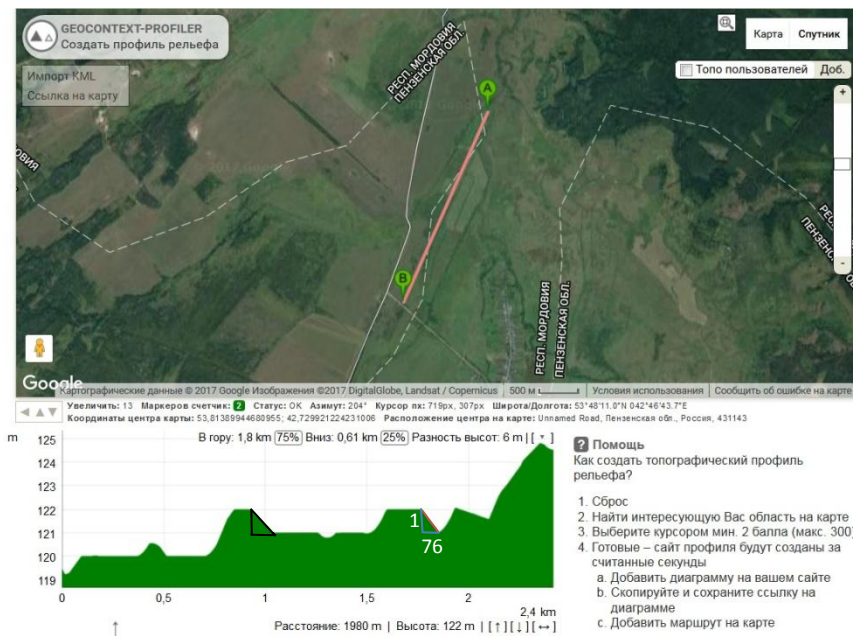 GEOCONTEXT-PROFILER
Создать профиль рельефа
Импорт KML
Ссылка на карту
Карта Спутник
Топо пользователей Доб.
+
-
РЕСП. МОРДОВИЯ
ПЕНЗЕНСКАЯ ОБЛ.
A
B
РЕСП. МОРДОВИЯ
ПЕНЗЕНСКАЯ ОБЛ.
Google
Картографические данные © 2017 Google Изображения ©2017 DigitalGlobe, Landsat / Copernicus 500 м Условия использования Сообщить об ошибке на карте
Увеличить: 13 Маркеров счетчик: 2 Статус: OK Азимут: 204° Курсор пх: 719px, 307px Широта/Долгота: 53°48'11.0"N 042°46'43.7"E
Координаты центра карты: 53,81389944680955; 42,729921224231006 Расположение центра на карте: Unnamed Road, Пензенская обл., Россия, 431143
В гору: 1,8 km 75% Вниз: 0,61 km 25% Разность высот: 6 m | [ ▾ ]
m
125
124
123
122
121
120
119
1
76
0 0,5 1 1,5 2
2,4 km
↑ Расстояние: 1980 m | Высота: 122 m | [ ↑ ] [ ↓ ] [ ↔ ]
? Помощь
Как создать топографический профиль
рельефа?
1. Сброс
2. Найти интересующую Вас область на карте
3. Выберите курсором мин. 2 балла (макс. 300)
4. Готовые – сайт профиля будут созданы за
считанные секунды
a. Добавить диаграмму на вашем сайте
b. Скопируйте и сохраните ссылку на
диаграмме
c. Добавить маршрут на карте